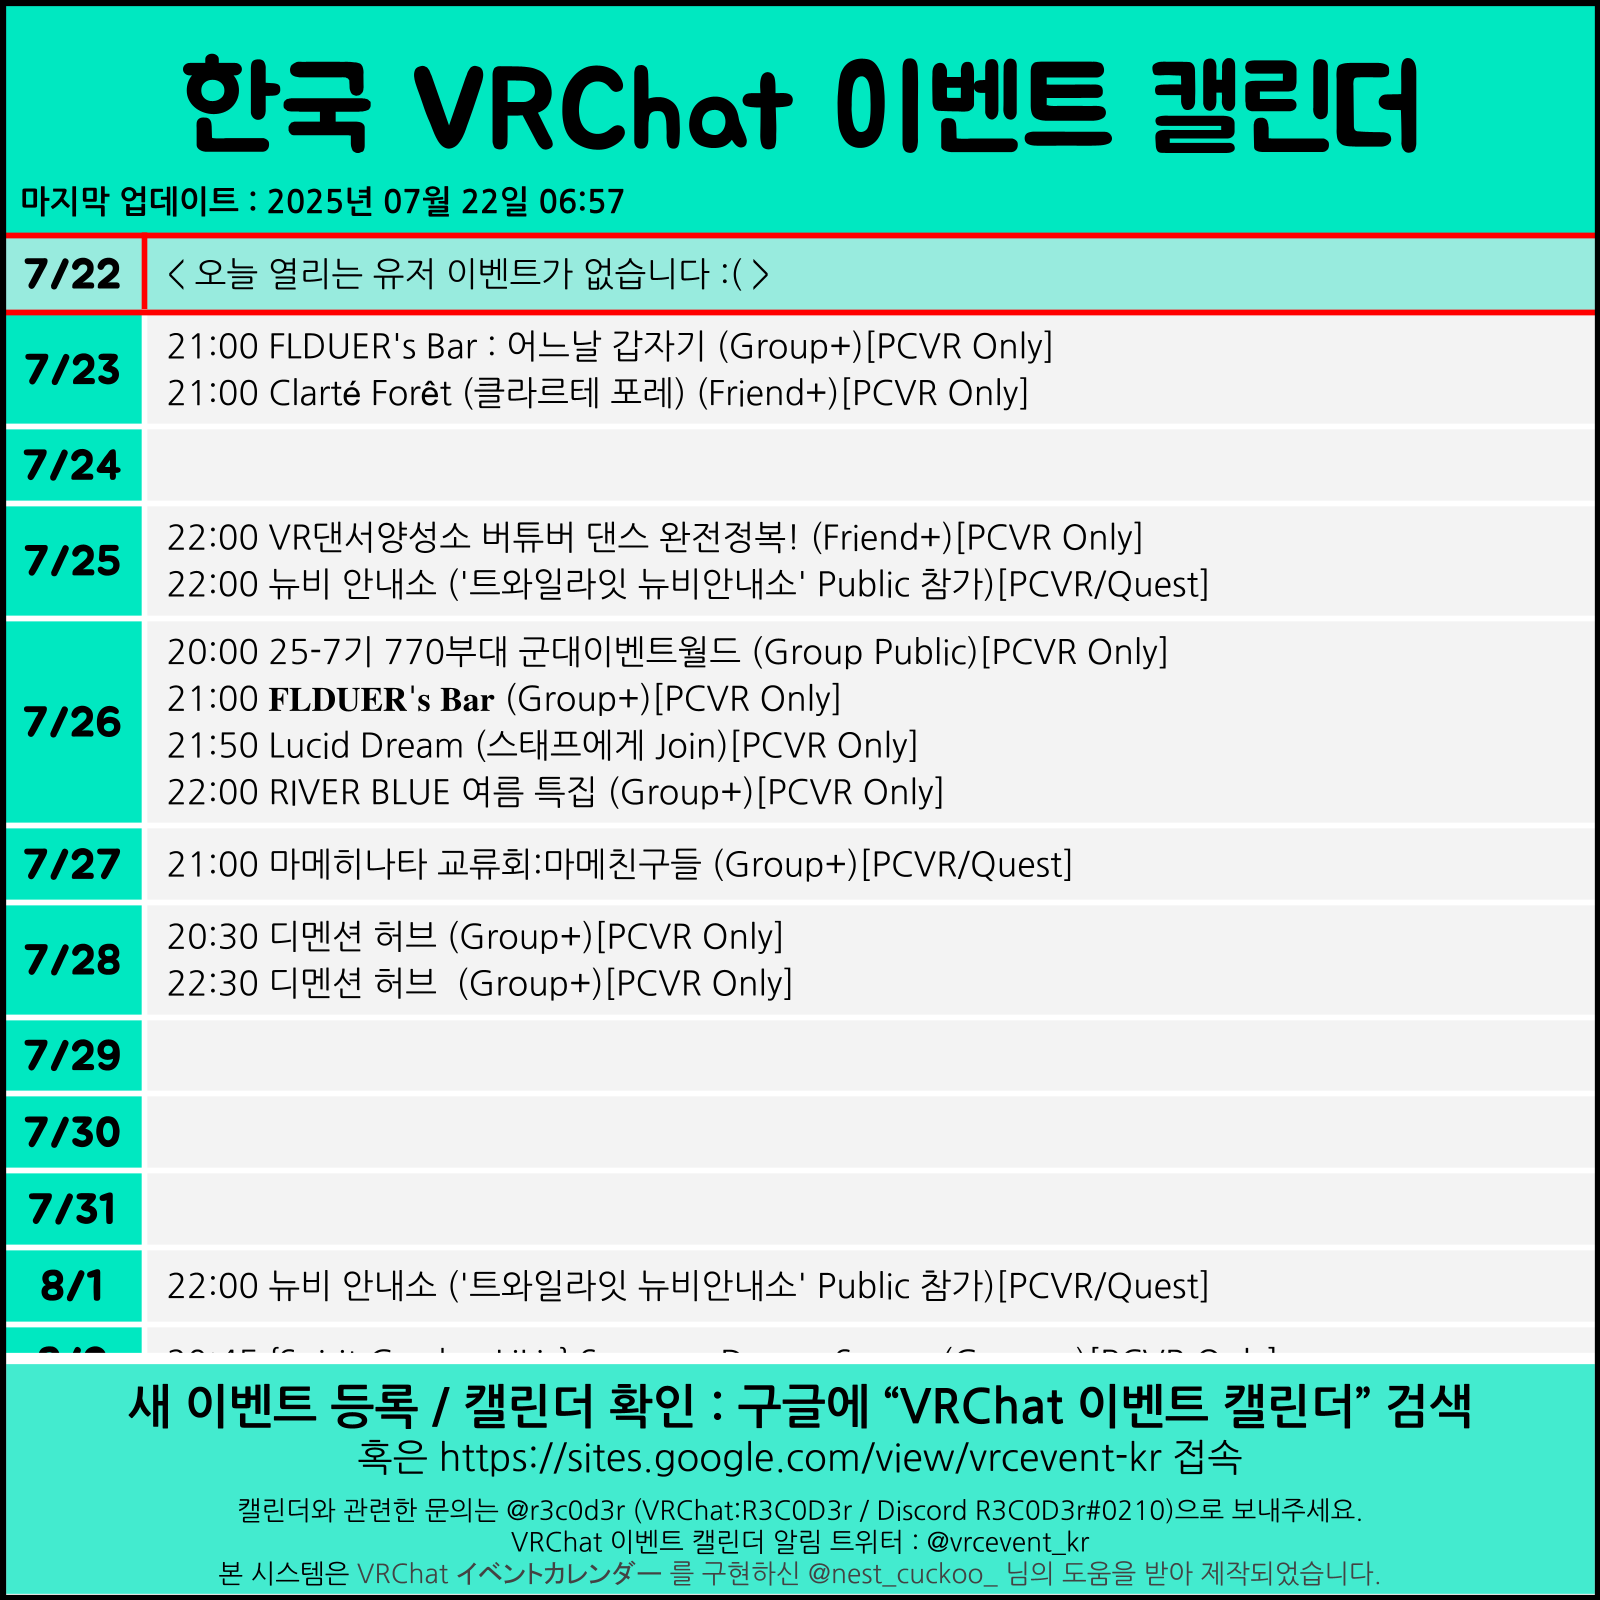 한국 VRChat 이벤트 캘린더
마지막 업데이트 : 2025년 07월 22일 06:57
7/22
< 오늘 열리는 유저 이벤트가 없습니다 :( >
7/23
21:00 FLDUER's Bar : 어느날 갑자기 (Group+)[PCVR Only]
21:00 Clarté Forêt (클라르테 포레) (Friend+)[PCVR Only]
7/24
7/25
22:00 VR댄서양성소 버튜버 댄스 완전정복! (Friend+)[PCVR Only]
22:00 뉴비 안내소 ('트와일라잇 뉴비안내소' Public 참가)[PCVR/Quest]
7/26
20:00 25-7기 770부대 군대이벤트월드 (Group Public)[PCVR Only]
21:00 FLDUER's Bar (Group+)[PCVR Only]
21:50 Lucid Dream (스태프에게 Join)[PCVR Only]
22:00 RIVER BLUE 여름 특집 (Group+)[PCVR Only]
7/27
21:00 마메히나타 교류회:마메친구들 (Group+)[PCVR/Quest]
7/28
20:30 디멘션 허브 (Group+)[PCVR Only]
22:30 디멘션 허브  (Group+)[PCVR Only]
7/29
7/30
7/31
8/1
22:00 뉴비 안내소 ('트와일라잇 뉴비안내소' Public 참가)[PCVR/Quest]
새 이벤트 등록 / 캘린더 확인 : 구글에 “VRChat 이벤트 캘린더” 검색
혹은 https://sites.google.com/view/vrcevent-kr 접속
캘린더와 관련한 문의는 @r3c0d3r (VRChat:R3C0D3r / Discord R3C0D3r#0210)으로 보내주세요.
VRChat 이벤트 캘린더 알림 트위터 : @vrcevent_kr
본 시스템은 VRChat イベントカレンダー 를 구현하신 @nest_cuckoo_ 님의 도움을 받아 제작되었습니다.